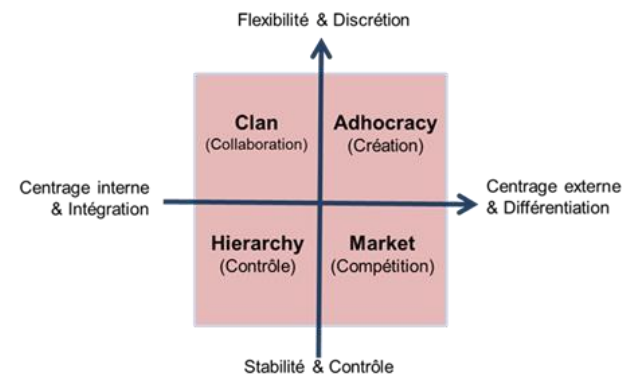 Flexibilité & Discrétion
Clan
(Collaboration)
Adhocracy
(Création)
Centrage interne
& Intégration
Centrage externe
& Différentiation
Hierarchy
(Contrôle)
Market
(Compétition)
Stabilité & Contrôle